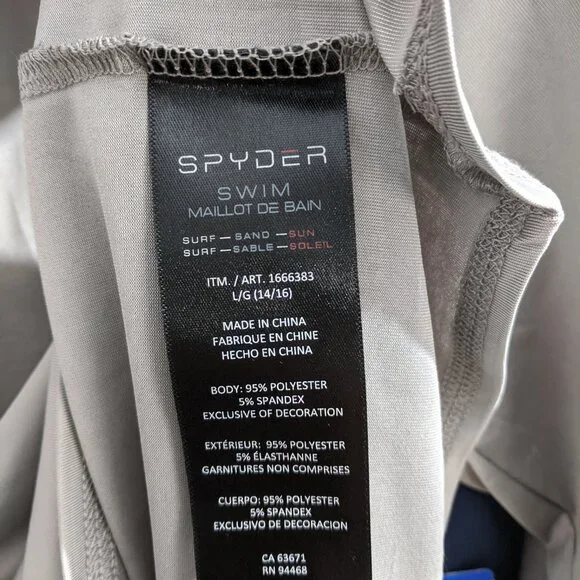 SPYDER
SWIM
MAILLOT DE BAIN
SURF — SAND — SUN
SURF — SABLE — SOLEIL
ITM. / ART. 1666383
L/G (14/16)
MADE IN CHINA
FABRIQUE EN CHINE
HECHO EN CHINA
BODY: 95% POLYESTER
5% SPANDEX
EXCLUSIVE OF DECORATION
EXTÉRIEUR: 95% POLYESTER
5% ÉLASTHANNE
GARNITURES NON COMPRISES
CUERPO: 95% POLYESTER
5% SPANDEX
EXCLUSIVO DE DECORACION
CA 63671
RN 94468